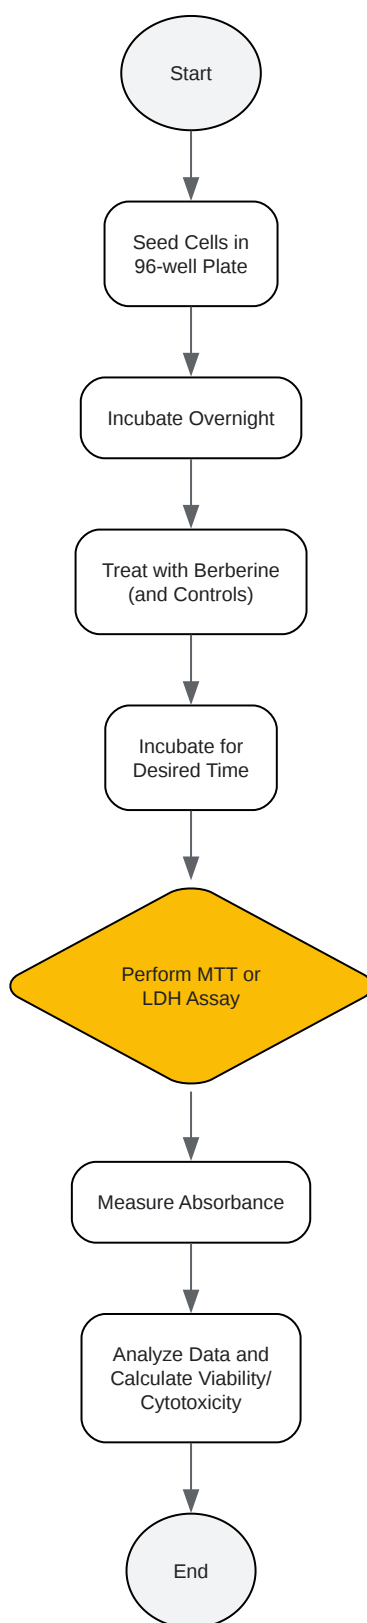 Start
Seed Cells in
96-well Plate
Incubate Overnight
Treat with Berberine
(and Controls)
Incubate for
Desired Time
Perform MTT or
LDH Assay
Measure Absorbance
Analyze Data and
Calculate Viability/
Cytotoxicity
End